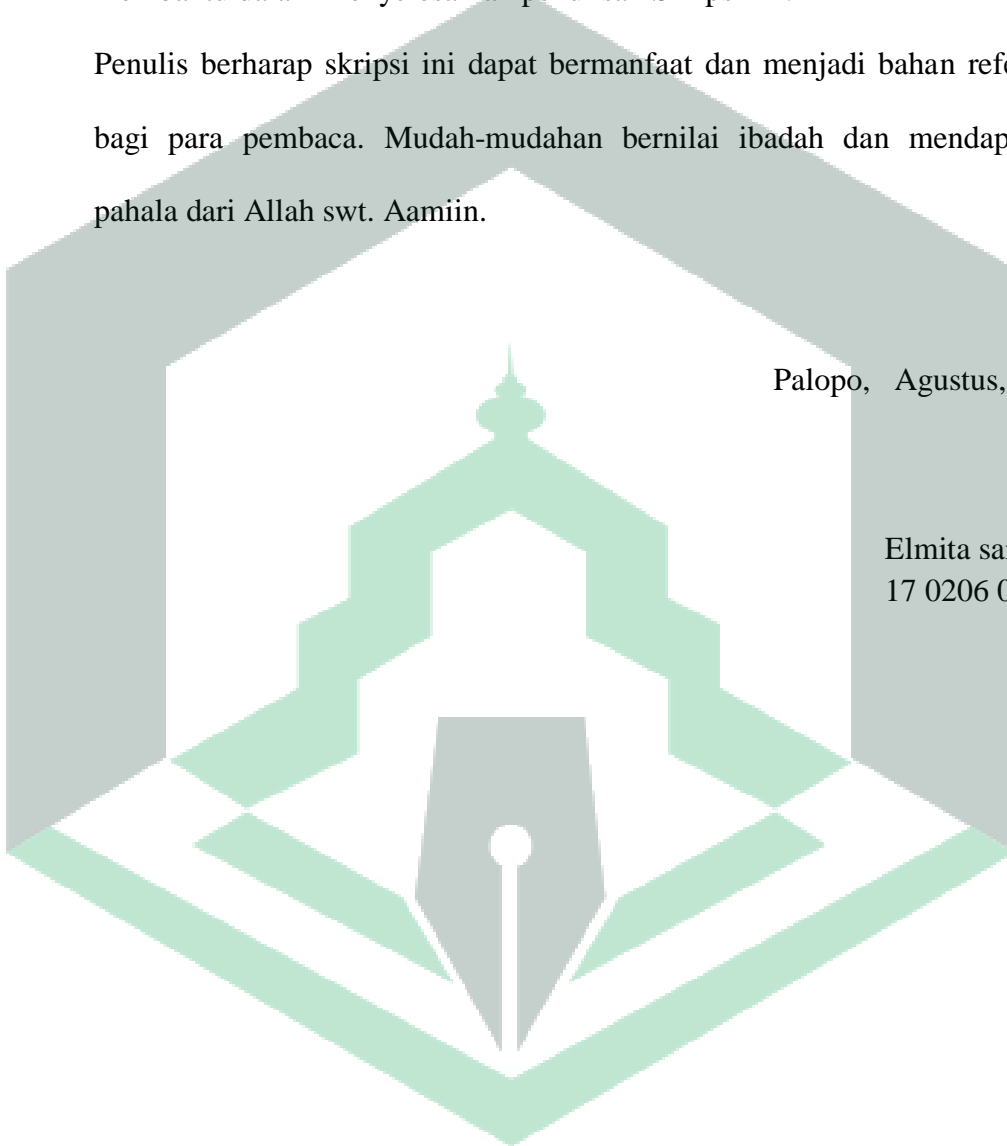 Penulis berharap skripsi ini dapat bermanfaat dan menjadi bahan
bagi para pembaca. Mudah-mudahan bernilai ibadah dan
pahala dari Allah swt. Aamiin.
Palopo, Agustus,
Elmita
17 0206